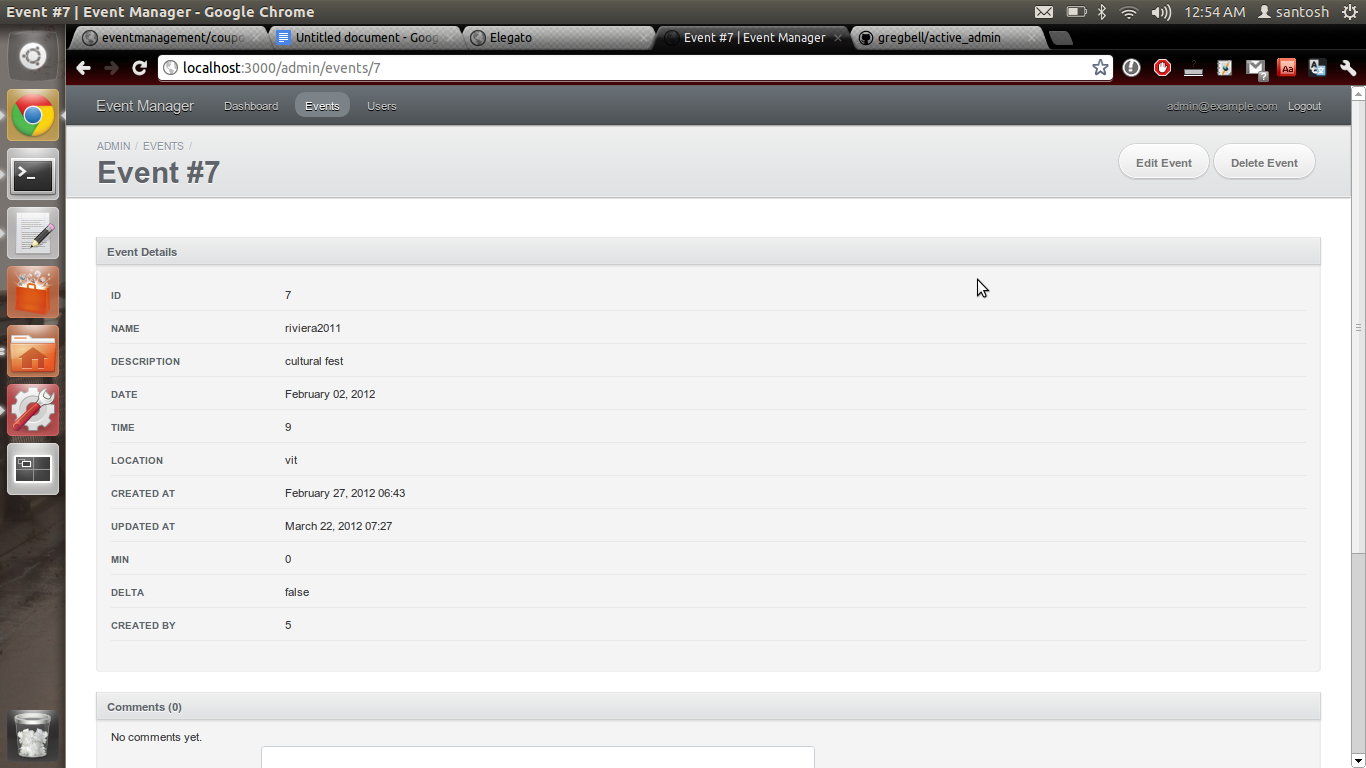 Event #7 | Event Manager - Google Chrome
12:54 AM santosh
eventmanagement/coupo
Untitled document - Goog
Elegato
Event #7 | Event Manager
gregbell/active_admin
localhost:3000/admin/events/7
Event Manager Dashboard Events Users admin@example.com Logout
ADMIN / EVENTS /
Event #7
Edit Event Delete Event
Event Details
ID 7
NAME riviera2011
DESCRIPTION cultural fest
DATE February 02, 2012
TIME 9
LOCATION vit
CREATED AT February 27, 2012 06:43
UPDATED AT March 22, 2012 07:27
MIN 0
DELTA false
CREATED BY 5
Comments (0)
No comments yet.